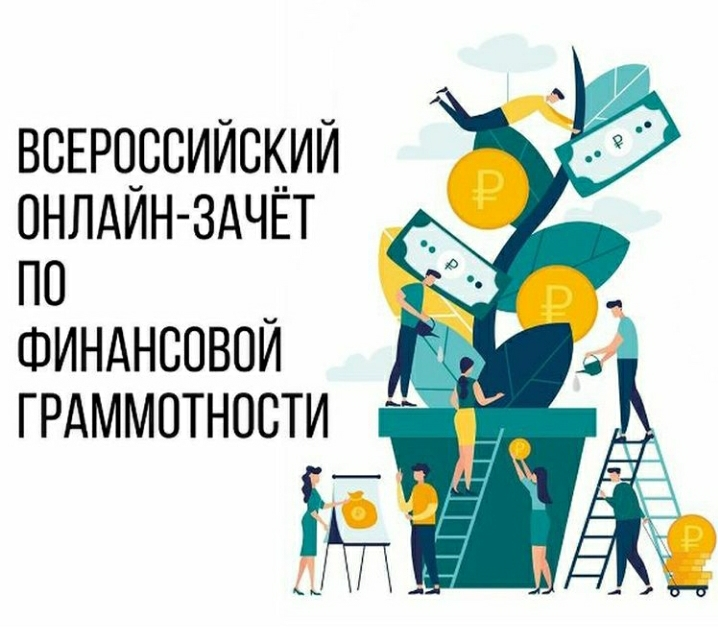 ВСЕРОССИЙСКИЙ
ОНЛАЙН-ЗАЧЁТ
ПО
ФИНАНСОВОЙ
ГРАММОТНОСТИ